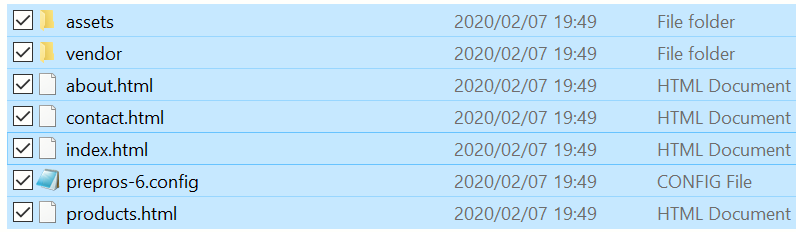 assets 2020/02/07 19:49 File folder
vendor 2020/02/07 19:49 File folder
about.html 2020/02/07 19:49 HTML Document
contact.html 2020/02/07 19:49 HTML Document
index.html 2020/02/07 19:49 HTML Document
prepros-6.config 2020/02/07 19:49 CONFIG File
products.html 2020/02/07 19:49 HTML Document